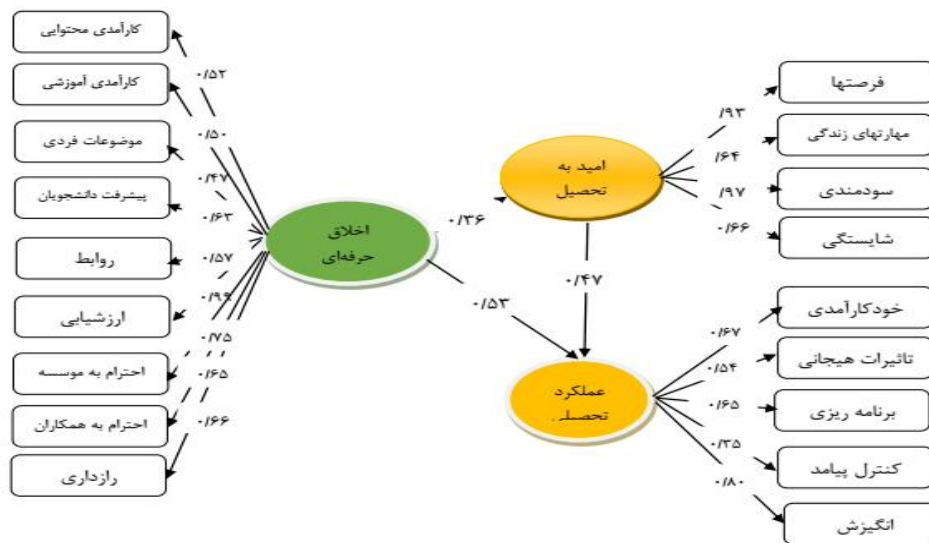 کارآمدی محتوایی
کارآمدی آموزشی
موضوعات فردی
پیشرفت دانشجویان
روابط
ارزشیابی
احترام به موسسه
احترام به همکاران
رازداری
۰/۵۲
۰/۵۰
۰/۴۷
۰/۶۳
۰/۵۷
۰/۹۹
۰/۷۵
۰/۶۵
۰/۶۶
اخلاق
حرفه‌ای
۰/۳۶
۰/۵۳
امید به
تحصیل
۰/۴۷
عملکرد
تحصیلی
/۹۳
/۶۴
/۹۷
۰/۶۶
فرصتها
مهارتهای زندگی
سودمندی
شایستگی
۰/۶۷
۰/۵۴
۰/۶۵
۰/۳۵
۰/۸۰
خودکارآمدی
تاثیرات هیجانی
برنامه ریزی
کنترل پیامد
انگیزش